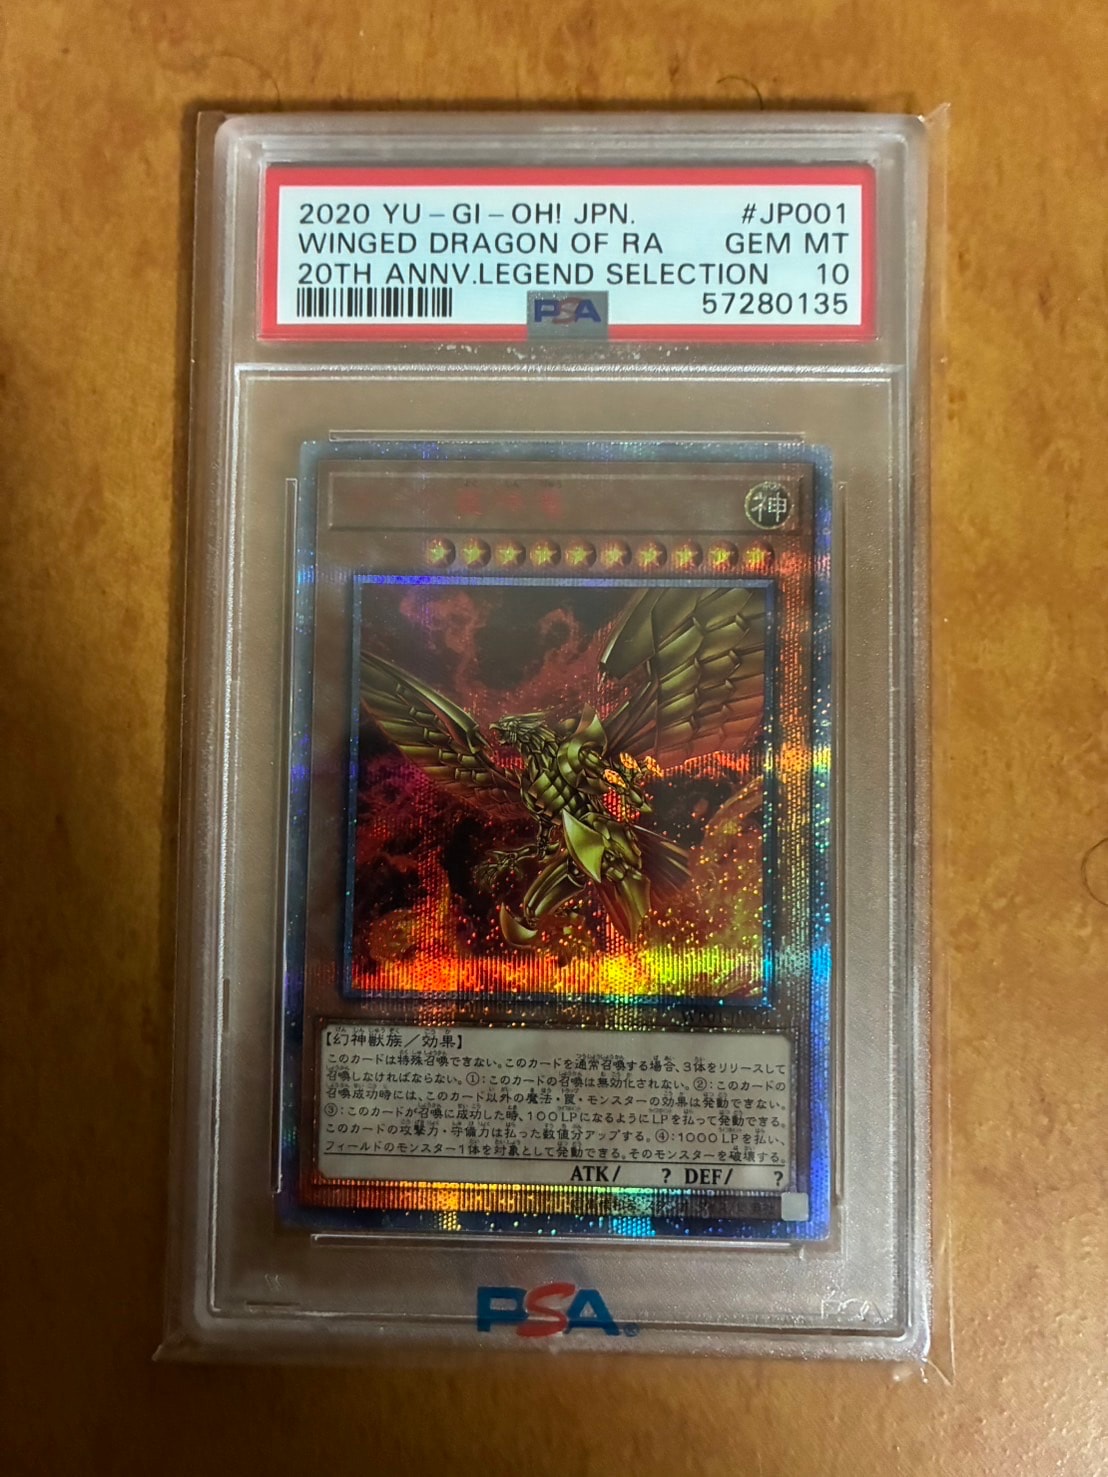 2020 YU-GI-OH! JPN. #JP001
WINGED DRAGON OF RA GEM MT
20TH ANNV.LEGEND SELECTION 10
57280135
PSA
神
【幻神獣族/効果】
このカードは特殊召喚できない。このカードを通常召喚する場合、3体をリリースして
召喚しなければならない。①:このカードの召喚は無効化されない。②:このカードの
召喚成功時には、このカード以外の魔法・罠・モンスターの効果は発動できない。
③:このカードが召喚に成功した時、100LPになるようにLPを払って発動できる。
このカードの攻撃力・守備力は払った数値分アップする。④:1000LPを払い、
フィールドのモンスター1体を対象として発動できる。そのモンスターを破壊する。
ATK/ ? DEF/ ?
PSA